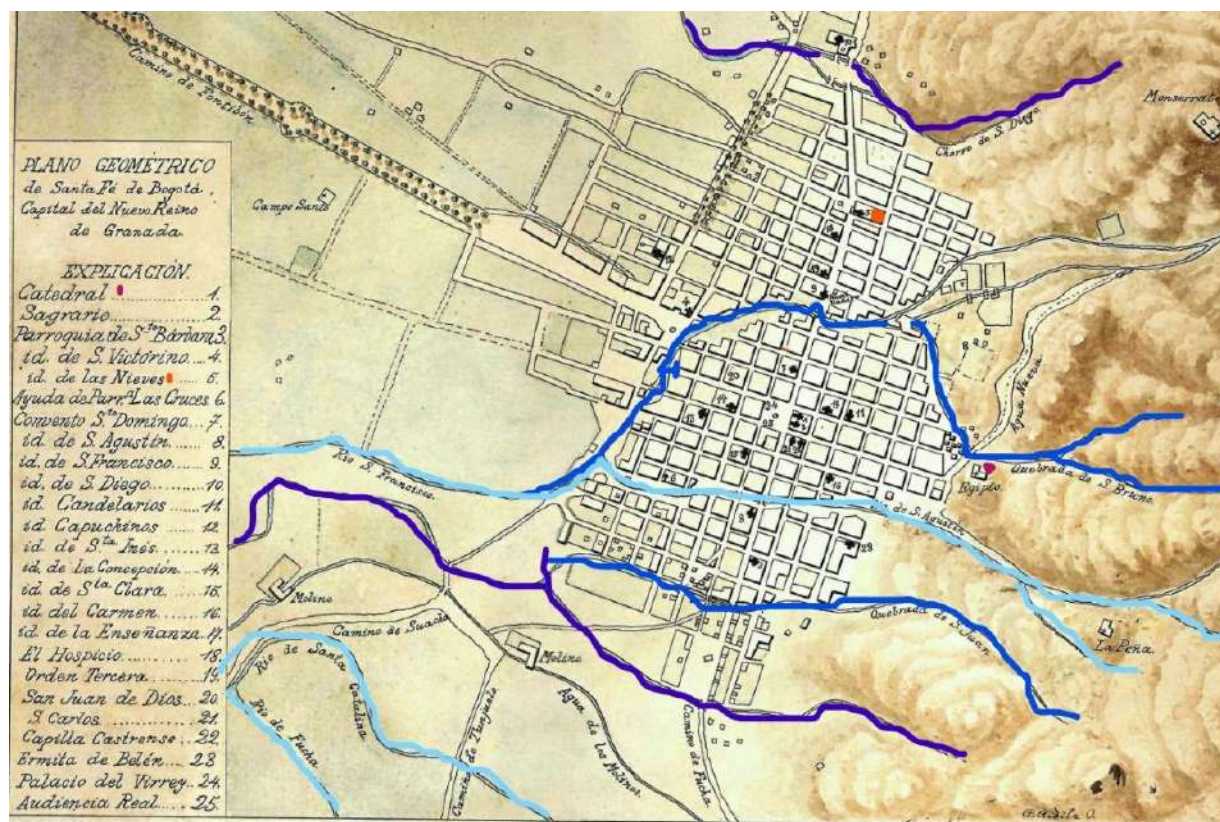 PLANO GEOMÉTRICO
de Santa Fé de Bogotá.
Capital del Nuevo Reino
de Granada.
EXPLICACIÓN.
Catedral ............ 1.
Sagrario ............ 2.
Parroquia de Sta Bárbara 3.
id. de S. Victorino .... 4.
id. de las Nieves ..... 5.
Ayuda de Parr.a Las Cruces 6.
Convento Sto Domingo .... 7.
id. de S. Agustín ...... 8
id. de S. Francisco .... 9.
id. de S. Diego ........ 10
id. Candelarios ..... 11.
id. Capuchinos ...... 12
id. de Sta Inés ...... 13.
id. de La Concepción .... 14.
id. de Sta Clara ..... 15.
id del Carmen ....... 16.
id. de la Enseñanza .. 17.
El Hospicio ........... 18.
Orden Tercera ....... 19.
San Juan de Dios ... 20.
S. Carlos ............ 21.
Capilla Castrense .. 22
Ermita de Belén .... 23
Palacio del Virrey .. 24.
Audiencia Real .... 25.
Camino de Fontibón
Campo Santo
Chorro de S. Diego
Monserrate
Agua Nueva
Egipto
Quebrada de S. Bruno
Rio S. Francisco
de S. Agustin
Molino
Camino de Suacha
Quebrada de S. Juan
La Peña
Molino
Rio de Santa Catalina
Rio de Fucha
Camino de Tunjuelo
Agua de los Molinos
Camino de Fucha